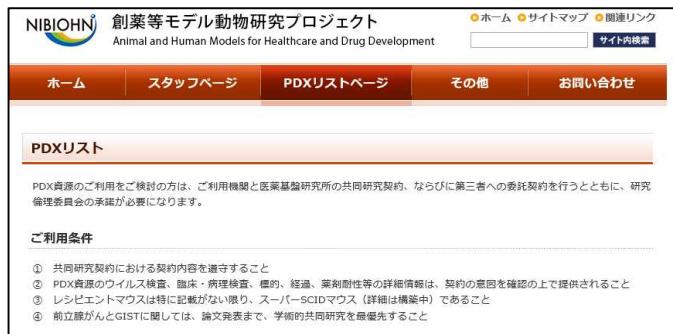 NIBIOHN 創薬等モデル動物研究プロジェクト
Animal and Human Models for Healthcare and Drug Development
ホーム サイトマップ 関連リンク
サイト内検索
ホーム スタッフページ PDXリストページ その他 お問い合わせ
PDXリスト
PDX資源のご利用をご検討の方は、ご利用機関と医薬基盤研究所の共同研究契約、ならびに第三者への委託契約を行うとともに、研究
倫理委員会の承諾が必要になります。
ご利用条件
① 共同研究契約における契約内容を遵守すること
② PDX資源のウイルス検査、臨床・病理検査、標的、経過、薬剤耐性等の詳細情報は、契約の意図を確認の上で提供されること
③ レシピエントマウスは特に記載がない限り、スーパーSCIDマウス（詳細は構築中）であること
④ 前立腺がんとGISTに関しては、論文発表まで、学術的共同研究を最優先すること